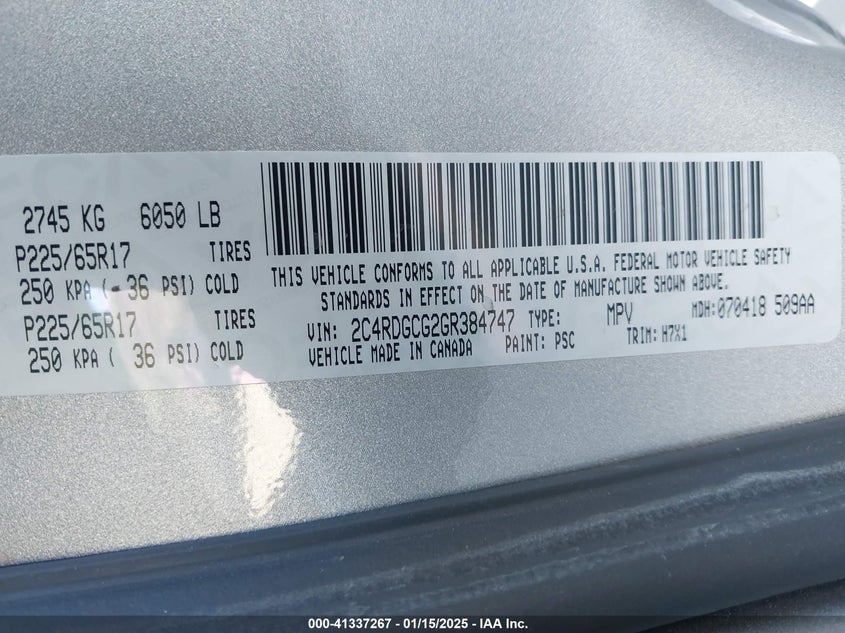 2745 KG 6050 LB
P225/65R17 TIRES
250 KPA ( 36 PSI) COLD
P225/65R17 TIRES
250 KPA ( 36 PSI) COLD
THIS VEHICLE CONFORMS TO ALL APPLICABLE U.S.A. FEDERAL MOTOR VEHICLE SAFETY
STANDARDS IN EFFECT ON THE DATE OF MANUFACTURE SHOWN ABOVE.
VIN: 2C4RDGCG2GR384747 TYPE: MPV MDH:070418 509AA
VEHICLE MADE IN CANADA PAINT: PSC TRIM: H7X1
000-41337267 - 01/15/2025 - IAA Inc.